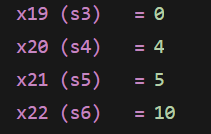 x19 (s3) = 0
x20 (s4) = 4
x21 (s5) = 5
x22 (s6) = 10